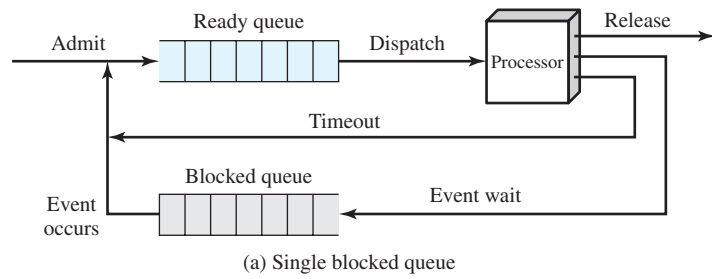 Ready queue
Release
Admit
Dispatch
Processor
Timeout
Blocked queue
Event wait
Event
occurs
(a) Single blocked queue